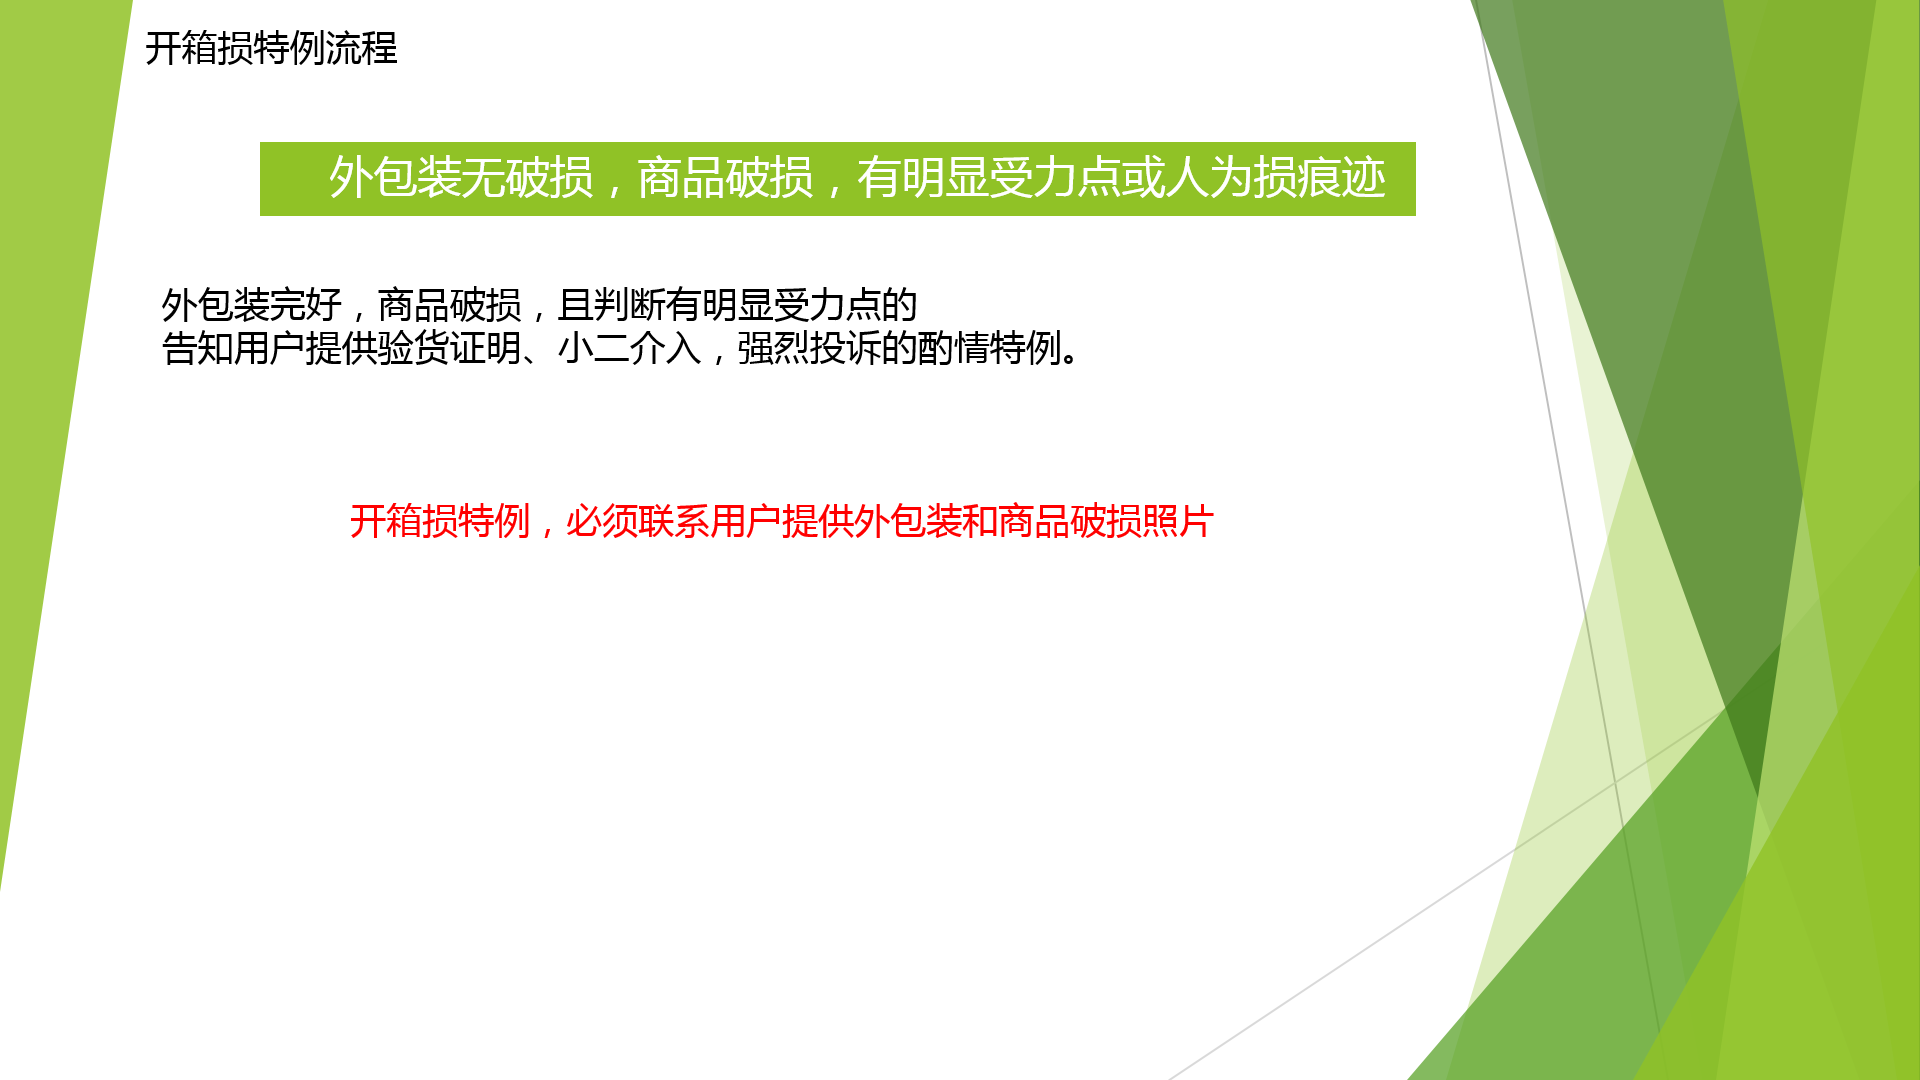 开箱损特例流程
外包装无破损，商品破损，有明显受力点或人为损痕迹
外包装完好，商品破损，且判断有明显受力点的
告知用户提供验货证明、小二介入，强烈投诉的酌情特例。
开箱损特例，必须联系用户提供外包装和商品破损照片